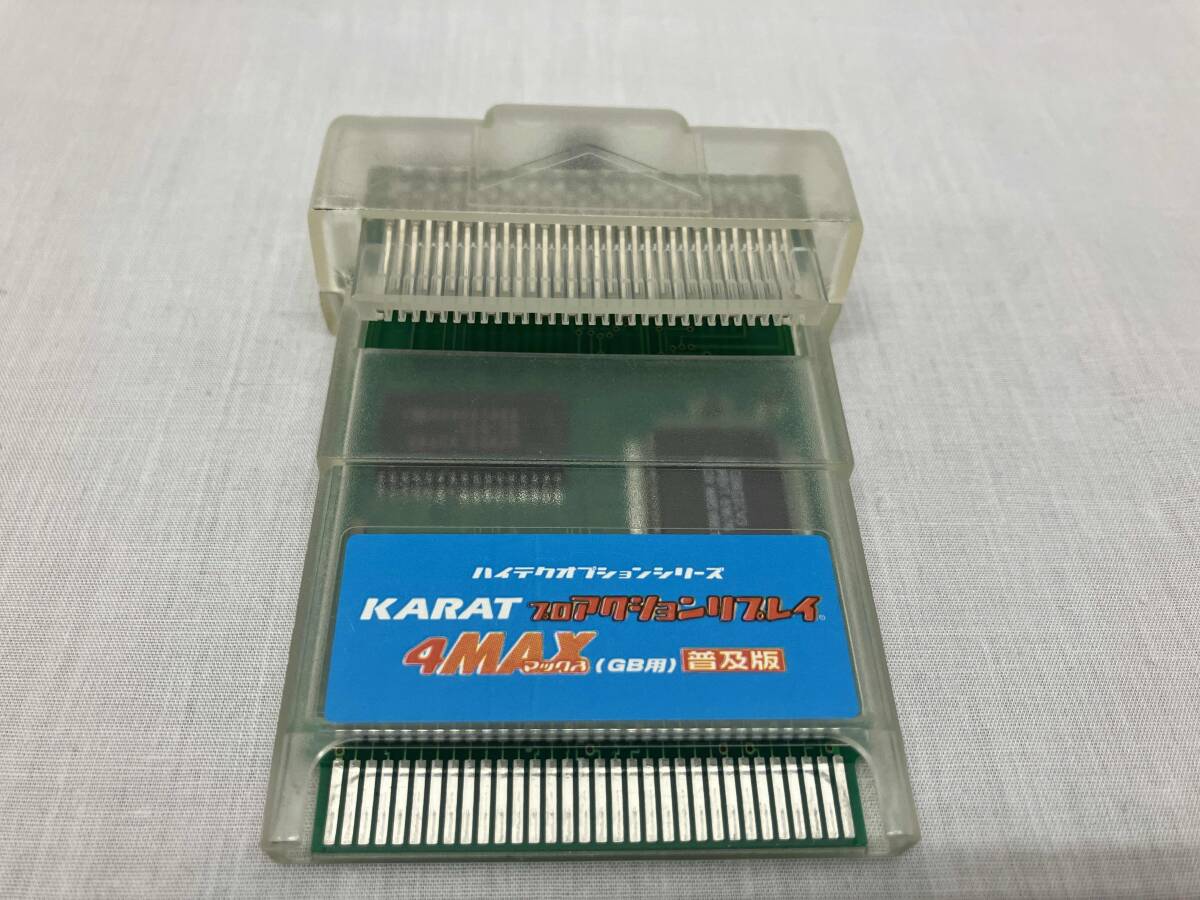 ハイテクオプションシリーズ
KARAT プロアクションリプレイ®
4MAX マックス (GB用) 普及版